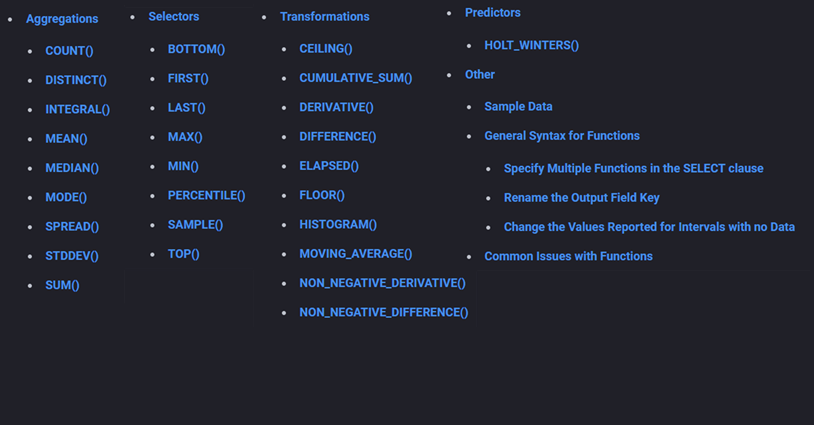 Aggregations
COUNT()
DISTINCT()
INTEGRAL()
MEAN()
MEDIAN()
MODE()
SPREAD()
STDDEV()
SUM()
Selectors
BOTTOM()
FIRST()
LAST()
MAX()
MIN()
PERCENTILE()
SAMPLE()
TOP()
Transformations
CEILING()
CUMULATIVE_SUM()
DERIVATIVE()
DIFFERENCE()
ELAPSED()
FLOOR()
HISTOGRAM()
MOVING_AVERAGE()
NON_NEGATIVE_DERIVATIVE()
NON_NEGATIVE_DIFFERENCE()
Predictors
HOLT_WINTERS()
Other
Sample Data
General Syntax for Functions
Specify Multiple Functions in the SELECT clause
Rename the Output Field Key
Change the Values Reported for Intervals with no Data
Common Issues with Functions